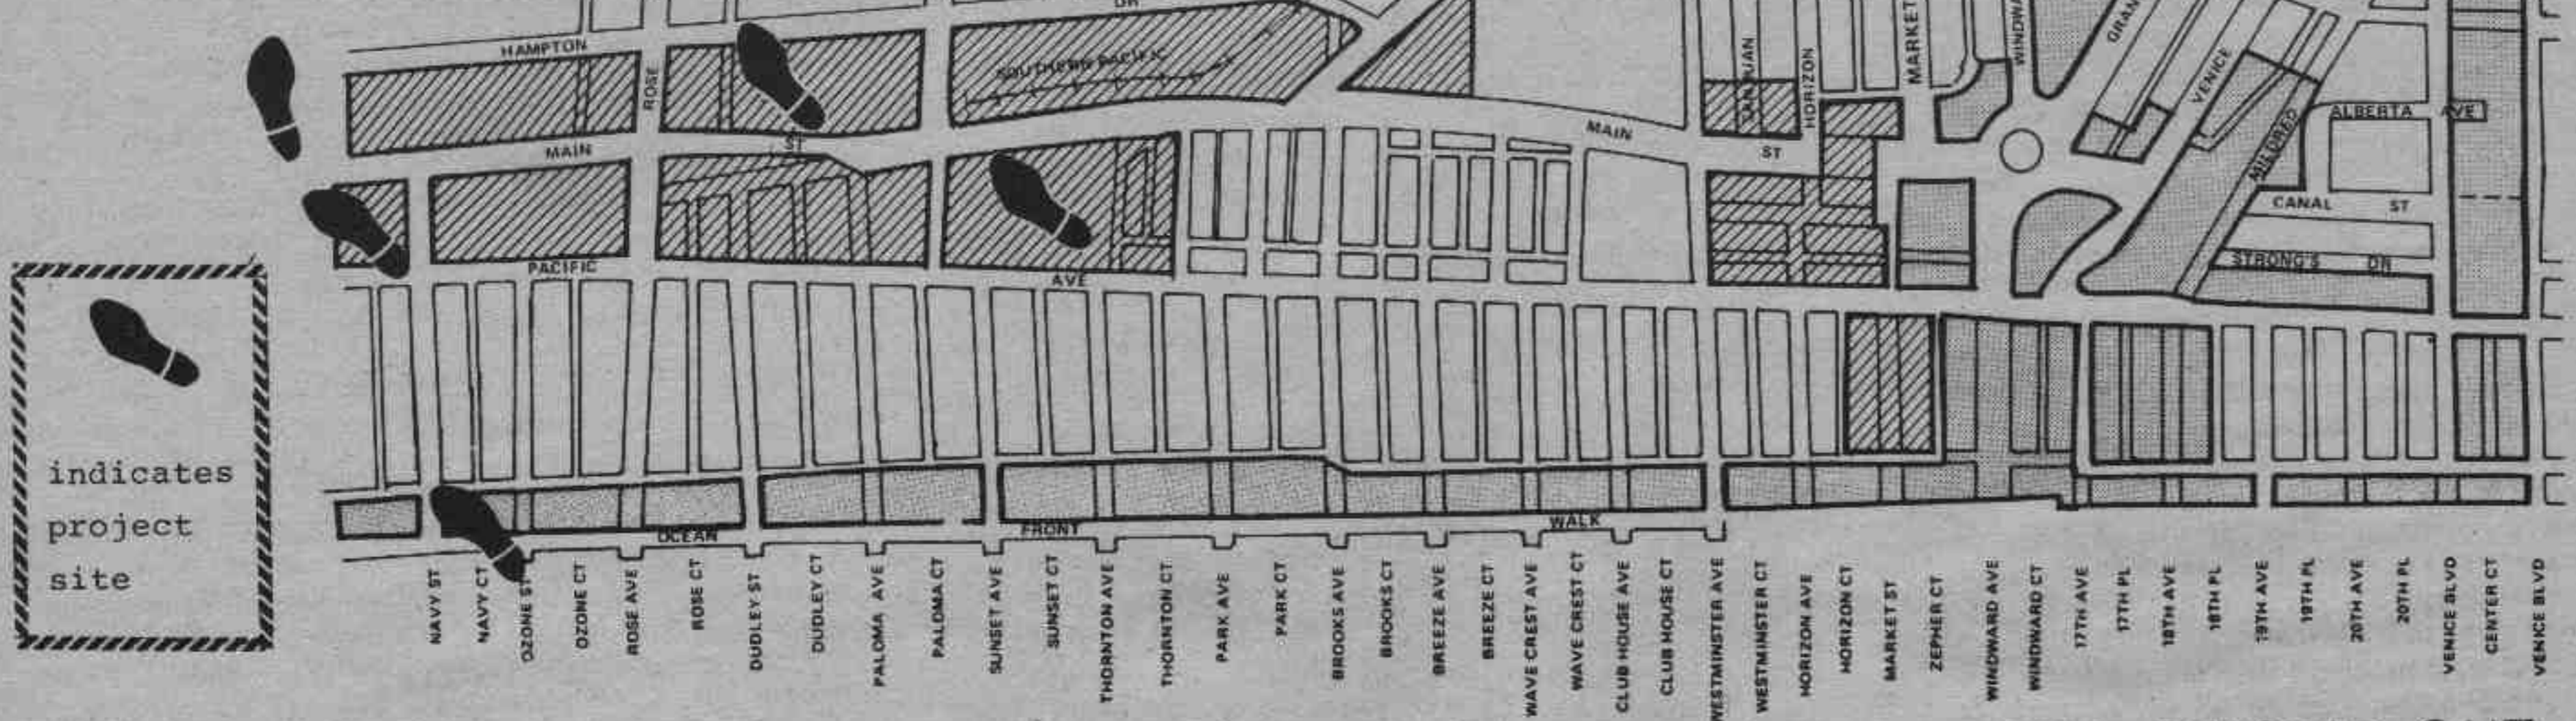 DR
HAMPTON
ROSE
SOUTHERN PACIFIC
MAIN
ST
PACIFIC
AVE
MAIN
ST
HORIZON
MARKET
VENICE
MILDRED
ALBERTA AVE
CANAL ST
STRONG'S DR
indicates
project
site
OCEAN FRONT WALK
NAVY ST
NAVY CT
OZONE ST
OZONE CT
ROSE AVE
ROSE CT
DUDLEY ST
DUDLEY CT
PALOMA AVE
PALOMA CT
SUNSET AVE
SUNSET CT
THORNTON AVE
THORNTON CT
PARK AVE
PARK CT
BROOKS AVE
BROOKS CT
BREEZE AVE
BREEZE CT
WAVE CREST AVE
WAVE CREST CT
CLUB HOUSE AVE
CLUB HOUSE CT
WESTMINSTER AVE
WESTMINSTER CT
HORIZON AVE
HORIZON CT
MARKET ST
ZEPHER CT
WINDWARD AVE
WINDWARD CT
17TH AVE
17TH PL
18TH AVE
18TH PL
19TH AVE
19TH PL
20TH AVE
20TH PL
VENICE BLVD
CENTER CT
VENICE BLVD